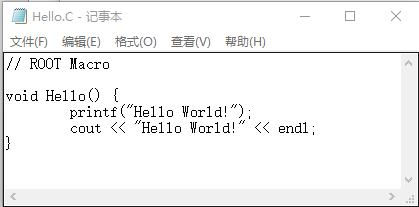 Hello.C - 记事本
文件(F) 编辑(E) 格式(O) 查看(V) 帮助(H)
// ROOT Macro
void Hello() {
printf("Hello World!");
cout << "Hello World!" << endl;
}